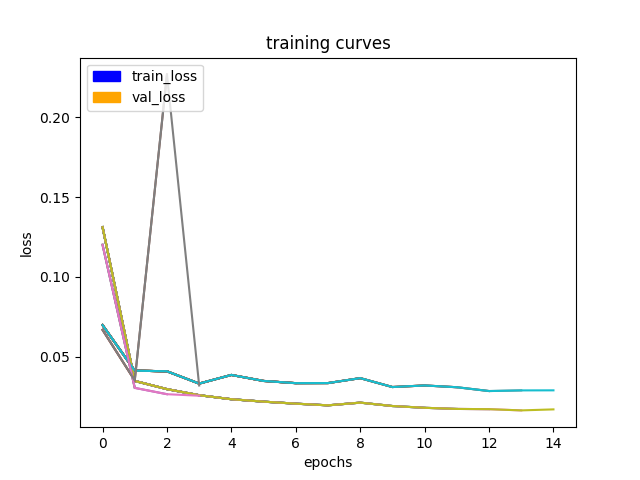 training curves
train_loss
val_loss
0.20
0.15
0.10
0.05
loss
0 2 4 6 8 10 12 14
epochs